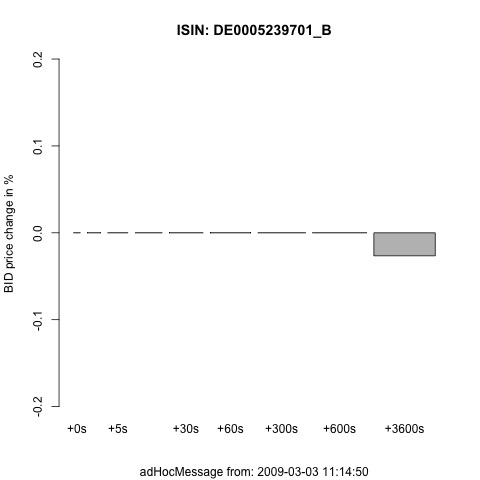 ISIN: DE0005239701_B
BID price change in %
0.2
0.1
0.0
-0.1
-0.2
+0s +5s +30s +60s +300s +600s +3600s
adHocMessage from: 2009-03-03 11:14:50